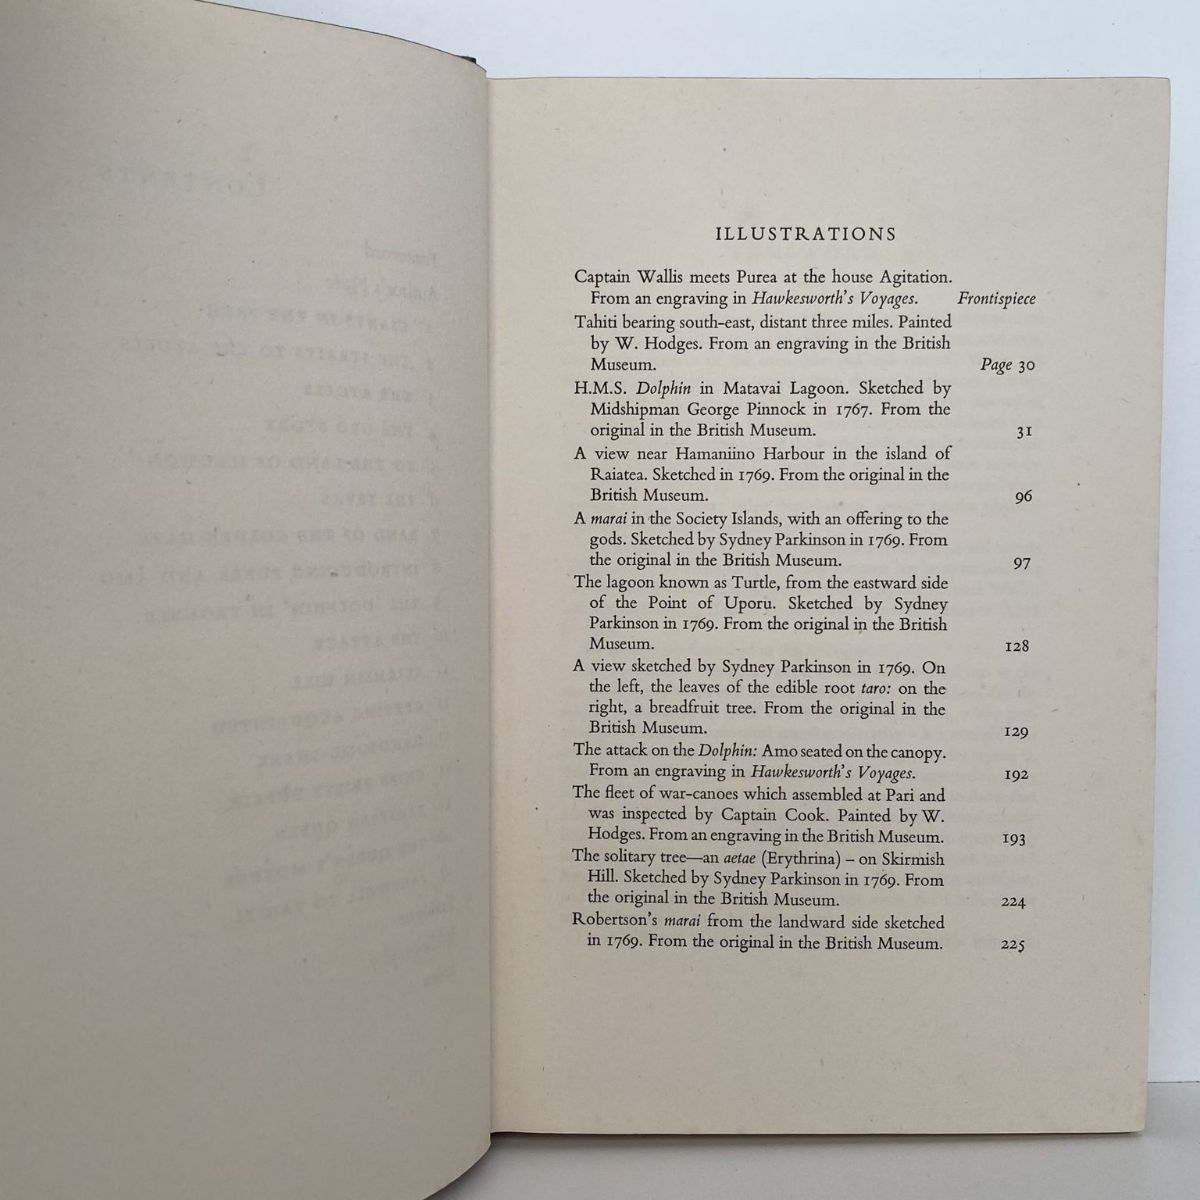 ILLUSTRATIONS
Captain Wallis meets Purea at the house Agitation.
From an engraving in Hawkesworth's Voyages. Frontispiece
Tahiti bearing south-east, distant three miles. Painted
by W. Hodges. From an engraving in the British
Museum. Page 30
H.M.S. Dolphin in Matavai Lagoon. Sketched by
Midshipman George Pinnock in 1767. From the
original in the British Museum. 31
A view near Hamaniino Harbour in the island of
Raiatea. Sketched in 1769. From the original in the
British Museum. 96
A marai in the Society Islands, with an offering to the
gods. Sketched by Sydney Parkinson in 1769. From
the original in the British Museum. 97
The lagoon known as Turtle, from the eastward side
of the Point of Uporu. Sketched by Sydney
Parkinson in 1769. From the original in the British
Museum. 128
A view sketched by Sydney Parkinson in 1769. On
the left, the leaves of the edible root taro: on the
right, a breadfruit tree. From the original in the
British Museum. 129
The attack on the Dolphin: Amo seated on the canopy.
From an engraving in Hawkesworth's Voyages. 192
The fleet of war-canoes which assembled at Pari and
was inspected by Captain Cook. Painted by W.
Hodges. From an engraving in the British Museum. 193
The solitary tree—an aetae (Erythrina) – on Skirmish
Hill. Sketched by Sydney Parkinson in 1769. From
the original in the British Museum. 224
Robertson's marai from the landward side sketched
in 1769. From the original in the British Museum. 225